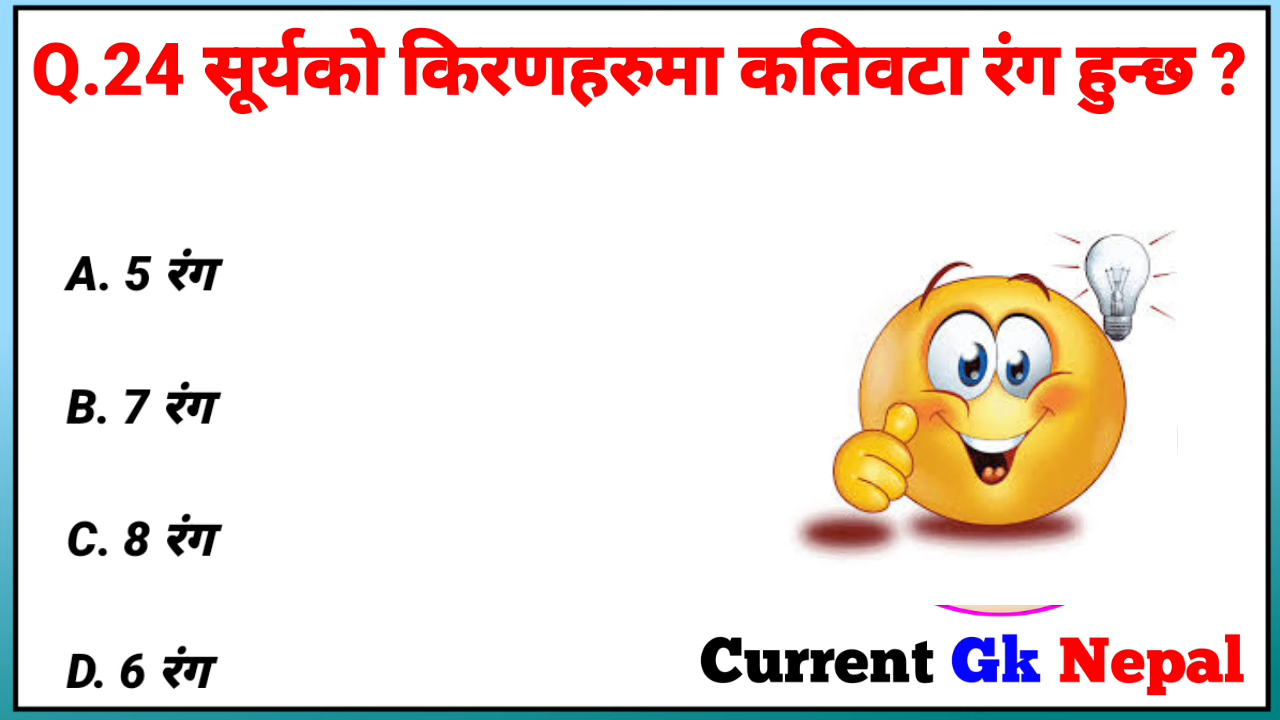 Q.24 सूर्यको किरणहरुमा कतिवटा रंग हुन्छ ?
A. 5 रंग
B. 7 रंग
C. 8 रंग
D. 6 रंग
Current Gk Nepal